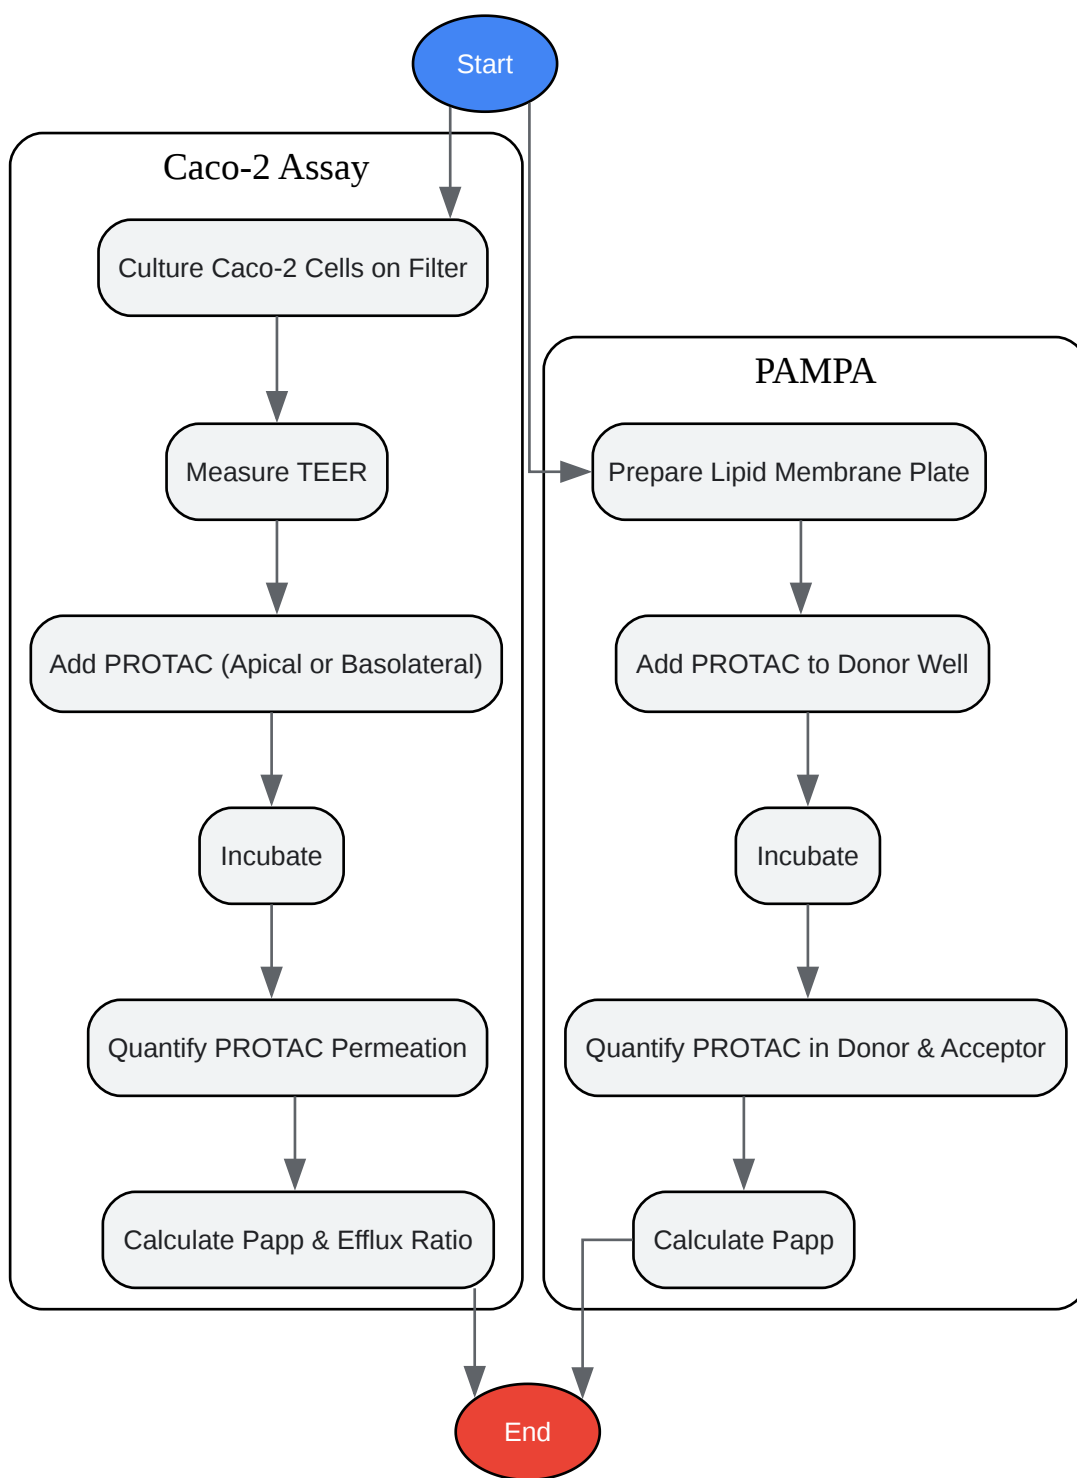 Start
Caco-2 Assay
Culture Caco-2 Cells on Filter
Measure TEER
Add PROTAC (Apical or Basolateral)
Incubate
Quantify PROTAC Permeation
Calculate Papp & Efflux Ratio
PAMPA
Prepare Lipid Membrane Plate
Add PROTAC to Donor Well
Incubate
Quantify PROTAC in Donor & Acceptor
Calculate Papp
End